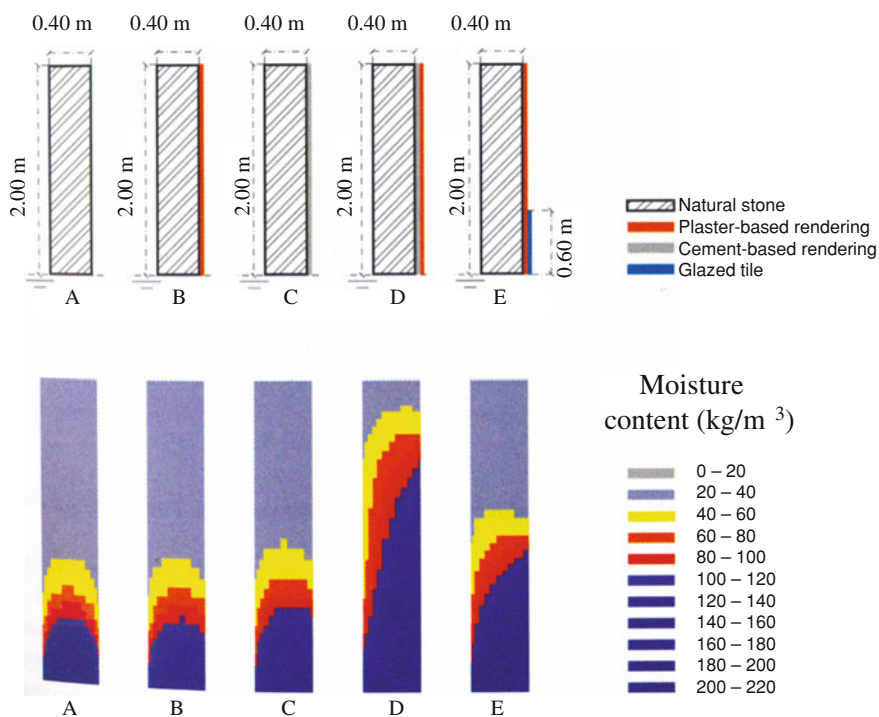 0.40 m 0.40 m 0.40 m 0.40 m 0.40 m
2.00 m 2.00 m 2.00 m 2.00 m 2.00 m
0.60 m
Natural stone
Plaster-based rendering
Cement-based rendering
Glazed tile
A B C D E
Moisture
content (kg/m ³)
0 – 20
20 – 40
40 – 60
60 – 80
80 – 100
100 – 120
120 – 140
140 – 160
160 – 180
180 – 200
200 – 220
A B C D E